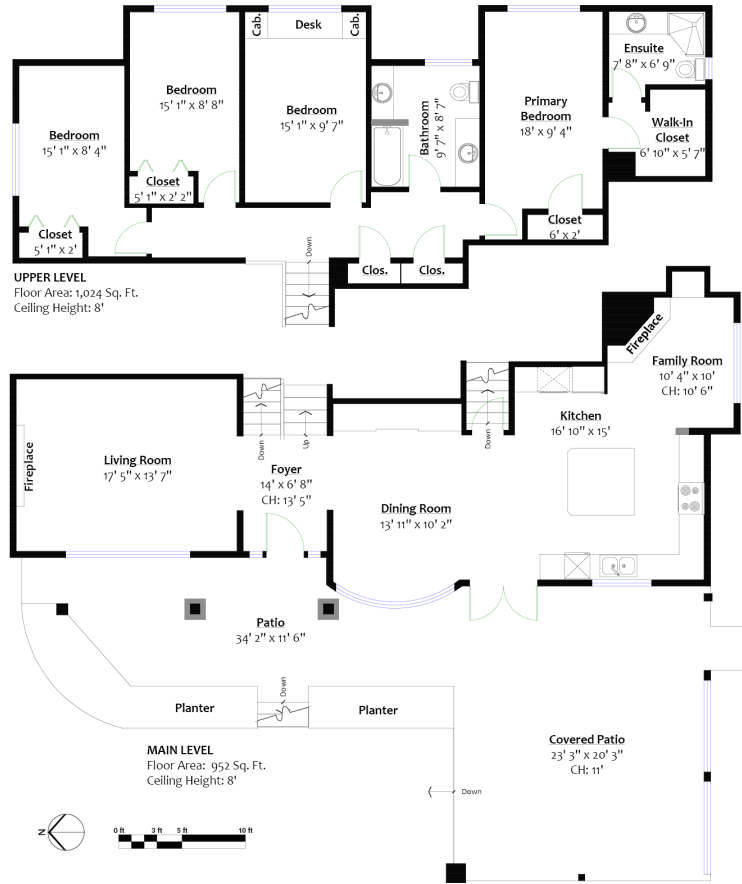 Cab.
Desk
Cab.
Ensuite
7' 8" x 6' 9"
Bedroom
15' 1" x 8' 8"
Bedroom
15' 1" x 9' 7"
Bathroom
9' 7" x 8' 7"
Primary
Bedroom
18' x 9' 4"
Walk-In
Closet
6' 10" x 5' 7"
Bedroom
15' 1" x 8' 4"
Closet
5' 1" x 2' 2"
Closet
6' x 2'
Closet
5' 1" x 2'
Down
Clos.
Clos.
UPPER LEVEL
Floor Area: 1,024 Sq. Ft.
Ceiling Height: 8'
Fireplace
Family Room
10' 4" x 10'
CH: 10' 6"
Kitchen
16' 10" x 15'
Down
Up
Down
Fireplace
Living Room
17' 5" x 13' 7"
Foyer
14' x 6' 8"
CH: 13' 5"
Dining Room
13' 11" x 10' 2"
Patio
34' 2" x 11' 6"
Down
Planter
Planter
MAIN LEVEL
Floor Area: 952 Sq. Ft.
Ceiling Height: 8'
Covered Patio
23' 3" x 20' 3"
CH: 11'
Down
N
0 ft
3 ft
5 ft
10 ft